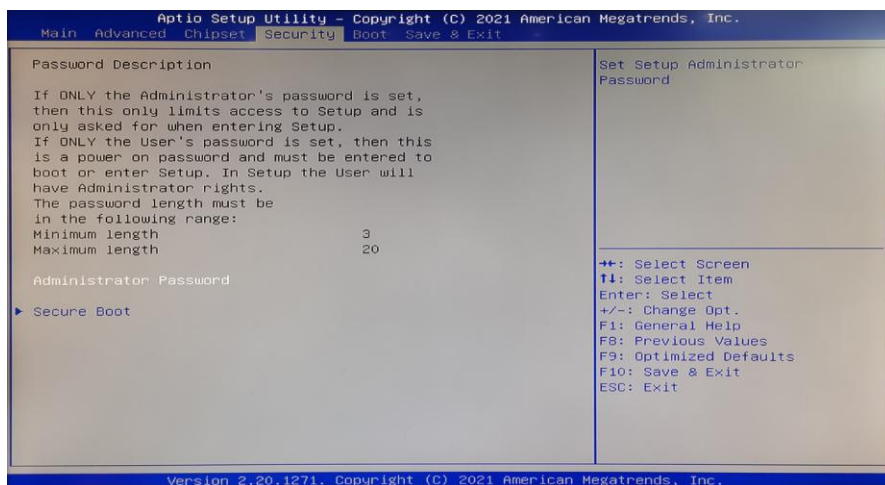 Aptio Setup Utility – Copyright (C) 2021 American Megatrends, Inc.
Main Advanced Chipset Security Boot Save & Exit
Password Description
If ONLY the Administrator's password is set,
then this only limits access to Setup and is
only asked for when entering Setup.
If ONLY the User's password is set, then this
is a power on password and must be entered to
boot or enter Setup. In Setup the User will
have Administrator rights.
The password length must be
in the following range:
Minimum length 3
Maximum length 20
Administrator Password
Secure Boot
Set Setup Administrator
Password
→←: Select Screen
↑↓: Select Item
Enter: Select
+/-: Change Opt.
F1: General Help
F8: Previous Values
F9: Optimized Defaults
F10: Save & Exit
ESC: Exit
Version 2.20.1271. Copyright (C) 2021 American Megatrends, Inc.